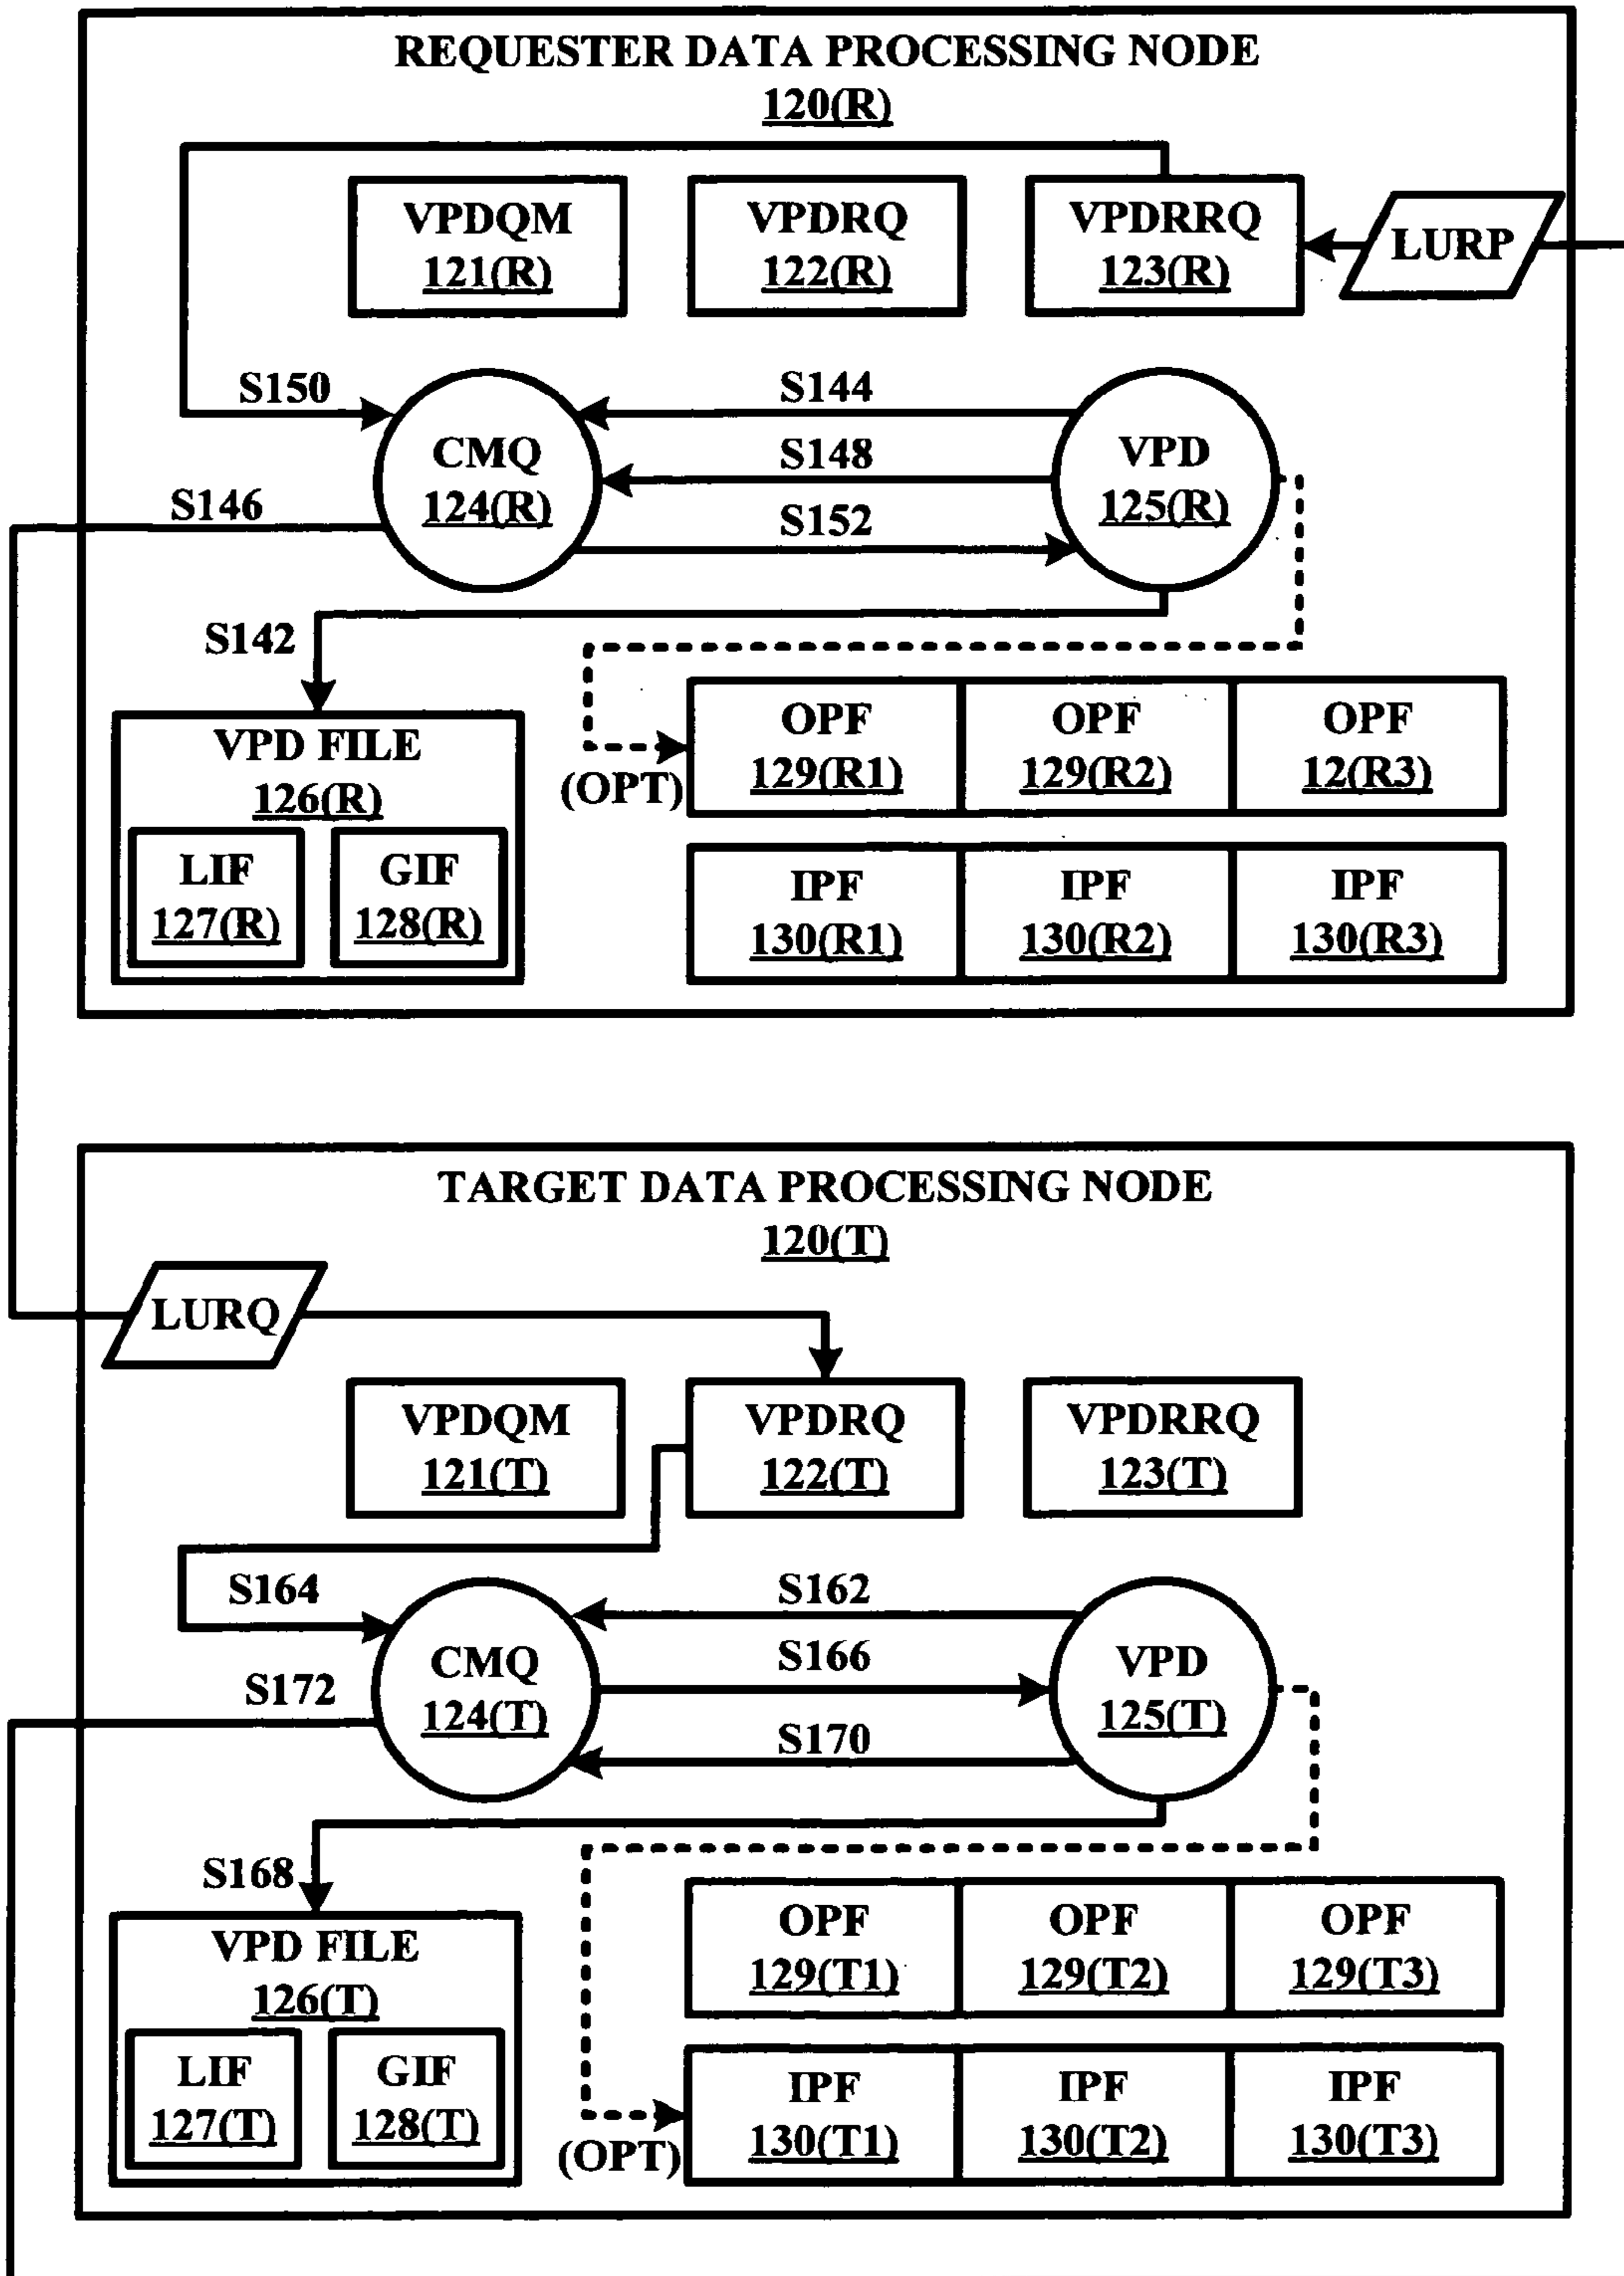 REQUESTER DATA PROCESSING NODE
120(R)
VPDQM
121(R)
VPDRQ
122(R)
VPDRRQ
123(R)
LURP
S150
S144
CMQ
124(R)
S148
VPD
125(R)
S146
S152
S142
VPD FILE
126(R)
LIF
127(R)
GIF
128(R)
(OPT)
OPF
129(R1)
OPF
129(R2)
OPF
12(R3)
IPF
130(R1)
IPF
130(R2)
IPF
130(R3)
TARGET DATA PROCESSING NODE
120(T)
LURQ
VPDQM
121(T)
VPDRQ
122(T)
VPDRRQ
123(T)
S164
S162
CMQ
124(T)
S166
VPD
125(T)
S172
S170
S168
VPD FILE
126(T)
LIF
127(T)
GIF
128(T)
OPF
129(T1)
OPF
129(T2)
OPF
129(T3)
(OPT)
IPF
130(T1)
IPF
130(T2)
IPF
130(T3)